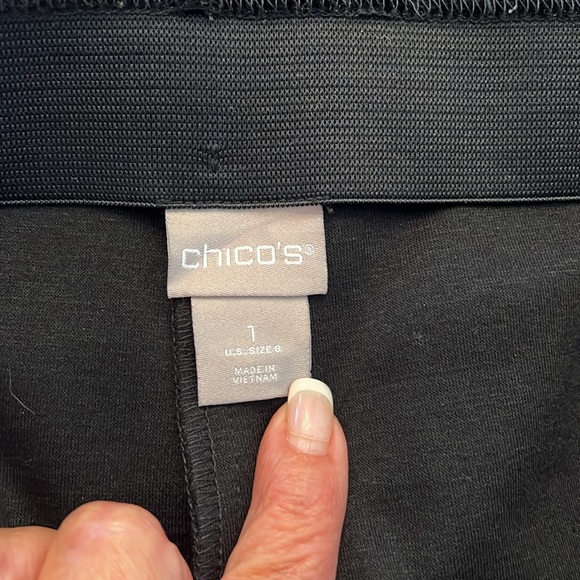 chico's®
1
U.S. SIZE 8
MADE IN
VIETNAM